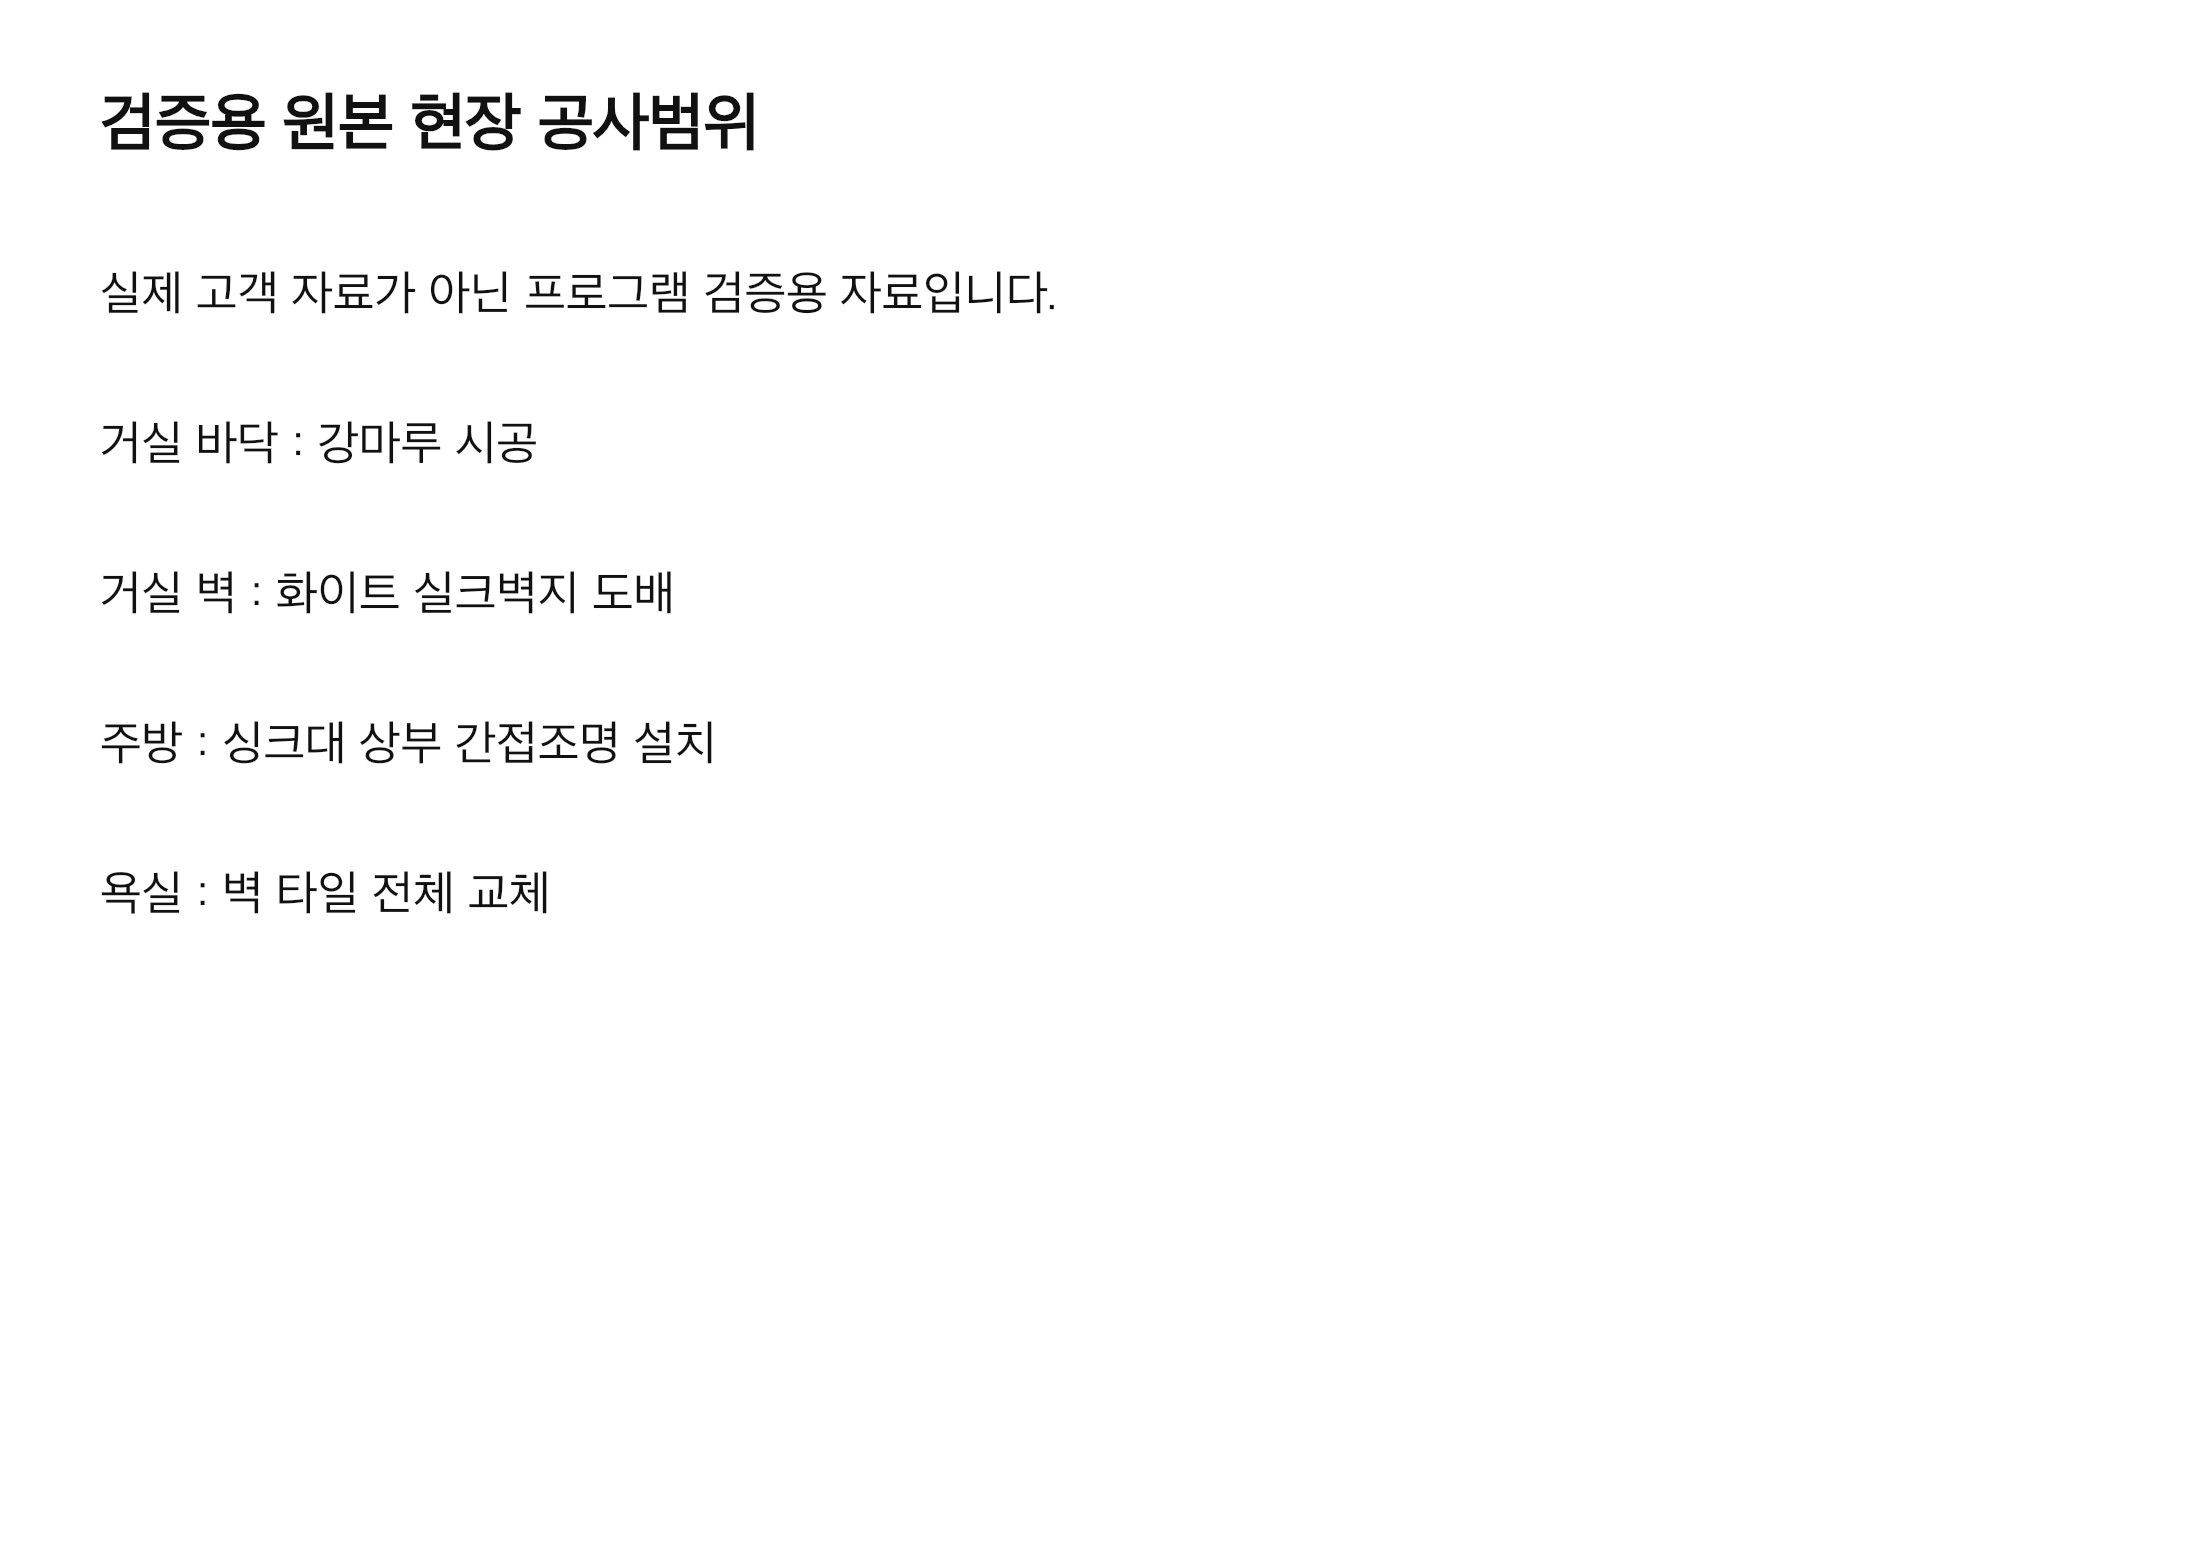 검증용 원본 현장 공사범위
실제 고객 자료가 아닌 프로그램 검증용 자료입니다.
거실 바닥 : 강마루 시공
거실 벽 : 화이트 실크벽지 도배
주방 : 싱크대 상부 간접조명 설치
욕실 : 벽 타일 전체 교체